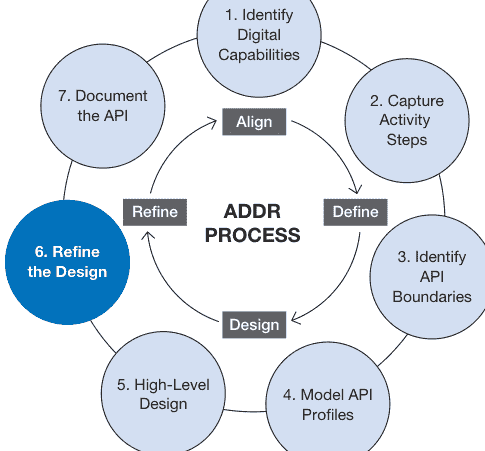 1. Identify
Digital
Capabilities
2. Capture
Activity
Steps
3. Identify
API
Boundaries
4. Model API
Profiles
5. High-Level
Design
6. Refine
the Design
7. Document
the API
Align
Define
Design
Refine
ADDR
PROCESS